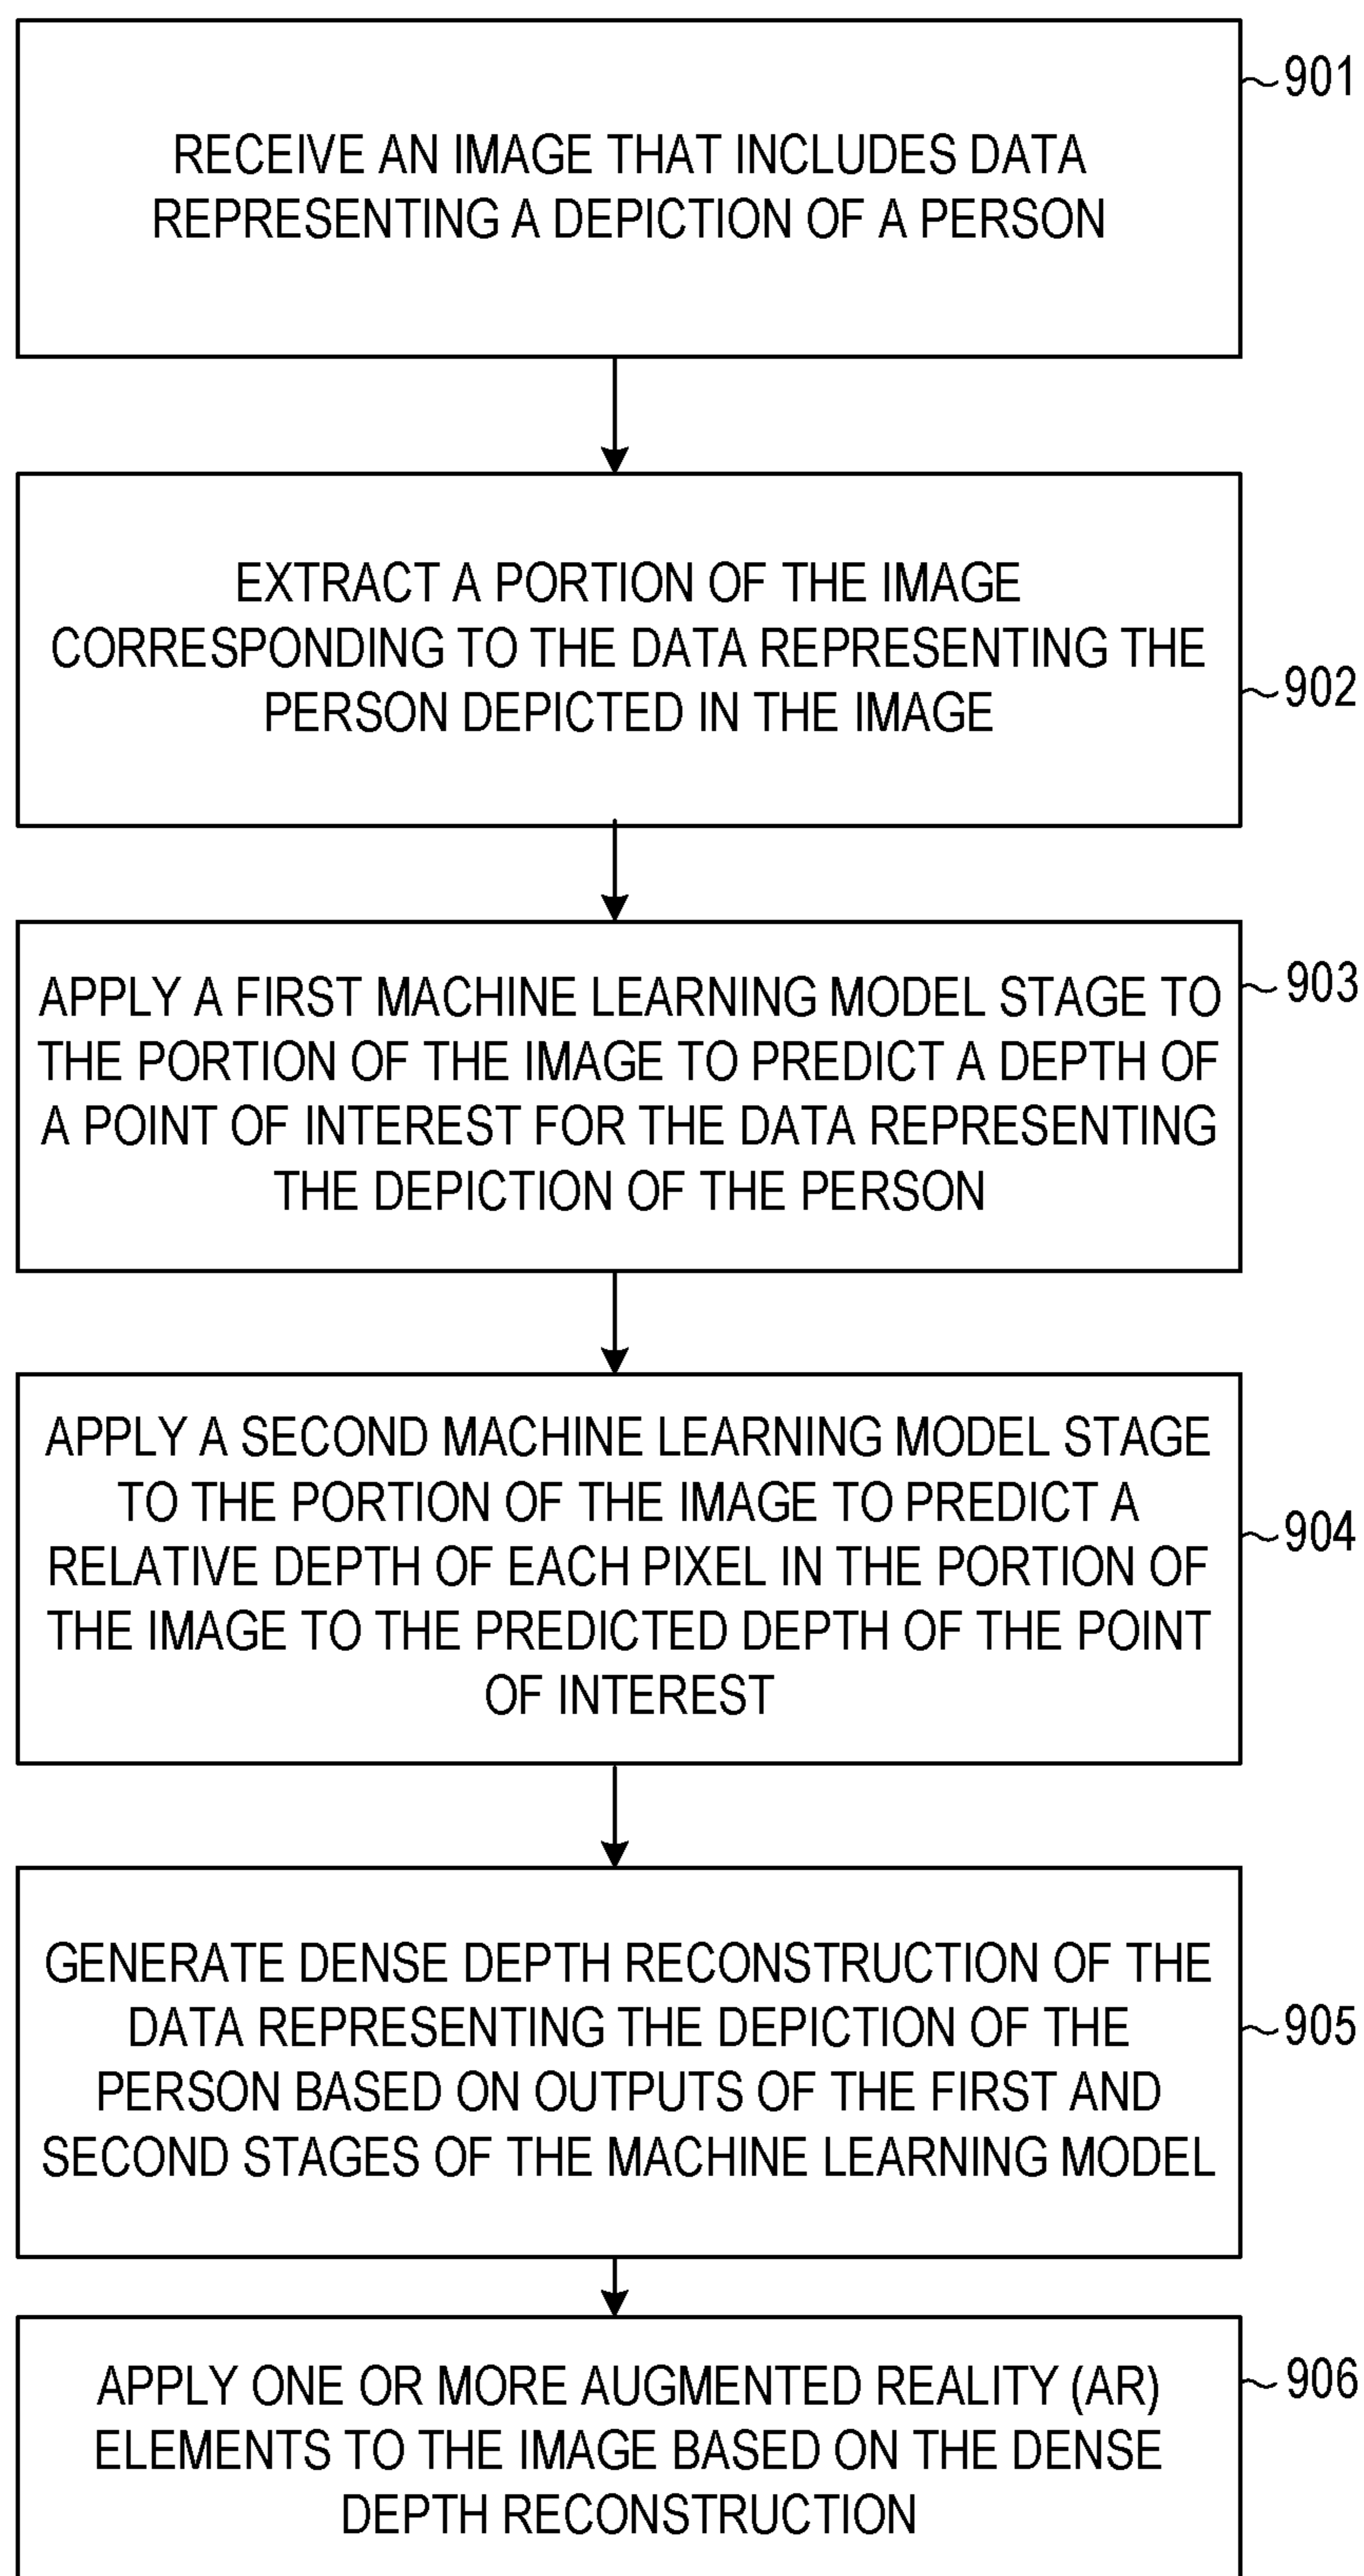 901
RECEIVE AN IMAGE THAT INCLUDES DATA
REPRESENTING A DEPICTION OF A PERSON
EXTRACT A PORTION OF THE IMAGE
CORRESPONDING TO THE DATA REPRESENTING THE
PERSON DEPICTED IN THE IMAGE
902
903
APPLY A FIRST MACHINE LEARNING MODEL STAGE TO
THE PORTION OF THE IMAGE TO PREDICT A DEPTH OF
A POINT OF INTEREST FOR THE DATA REPRESENTING
THE DEPICTION OF THE PERSON
APPLY A SECOND MACHINE LEARNING MODEL STAGE
TO THE PORTION OF THE IMAGE TO PREDICT A
RELATIVE DEPTH OF EACH PIXEL IN THE PORTION OF
THE IMAGE TO THE PREDICTED DEPTH OF THE POINT
OF INTEREST
904
GENERATE DENSE DEPTH RECONSTRUCTION OF THE
DATA REPRESENTING THE DEPICTION OF THE
PERSON BASED ON OUTPUTS OF THE FIRST AND
SECOND STAGES OF THE MACHINE LEARNING MODEL
905
APPLY ONE OR MORE AUGMENTED REALITY (AR)
ELEMENTS TO THE IMAGE BASED ON THE DENSE
DEPTH RECONSTRUCTION
906